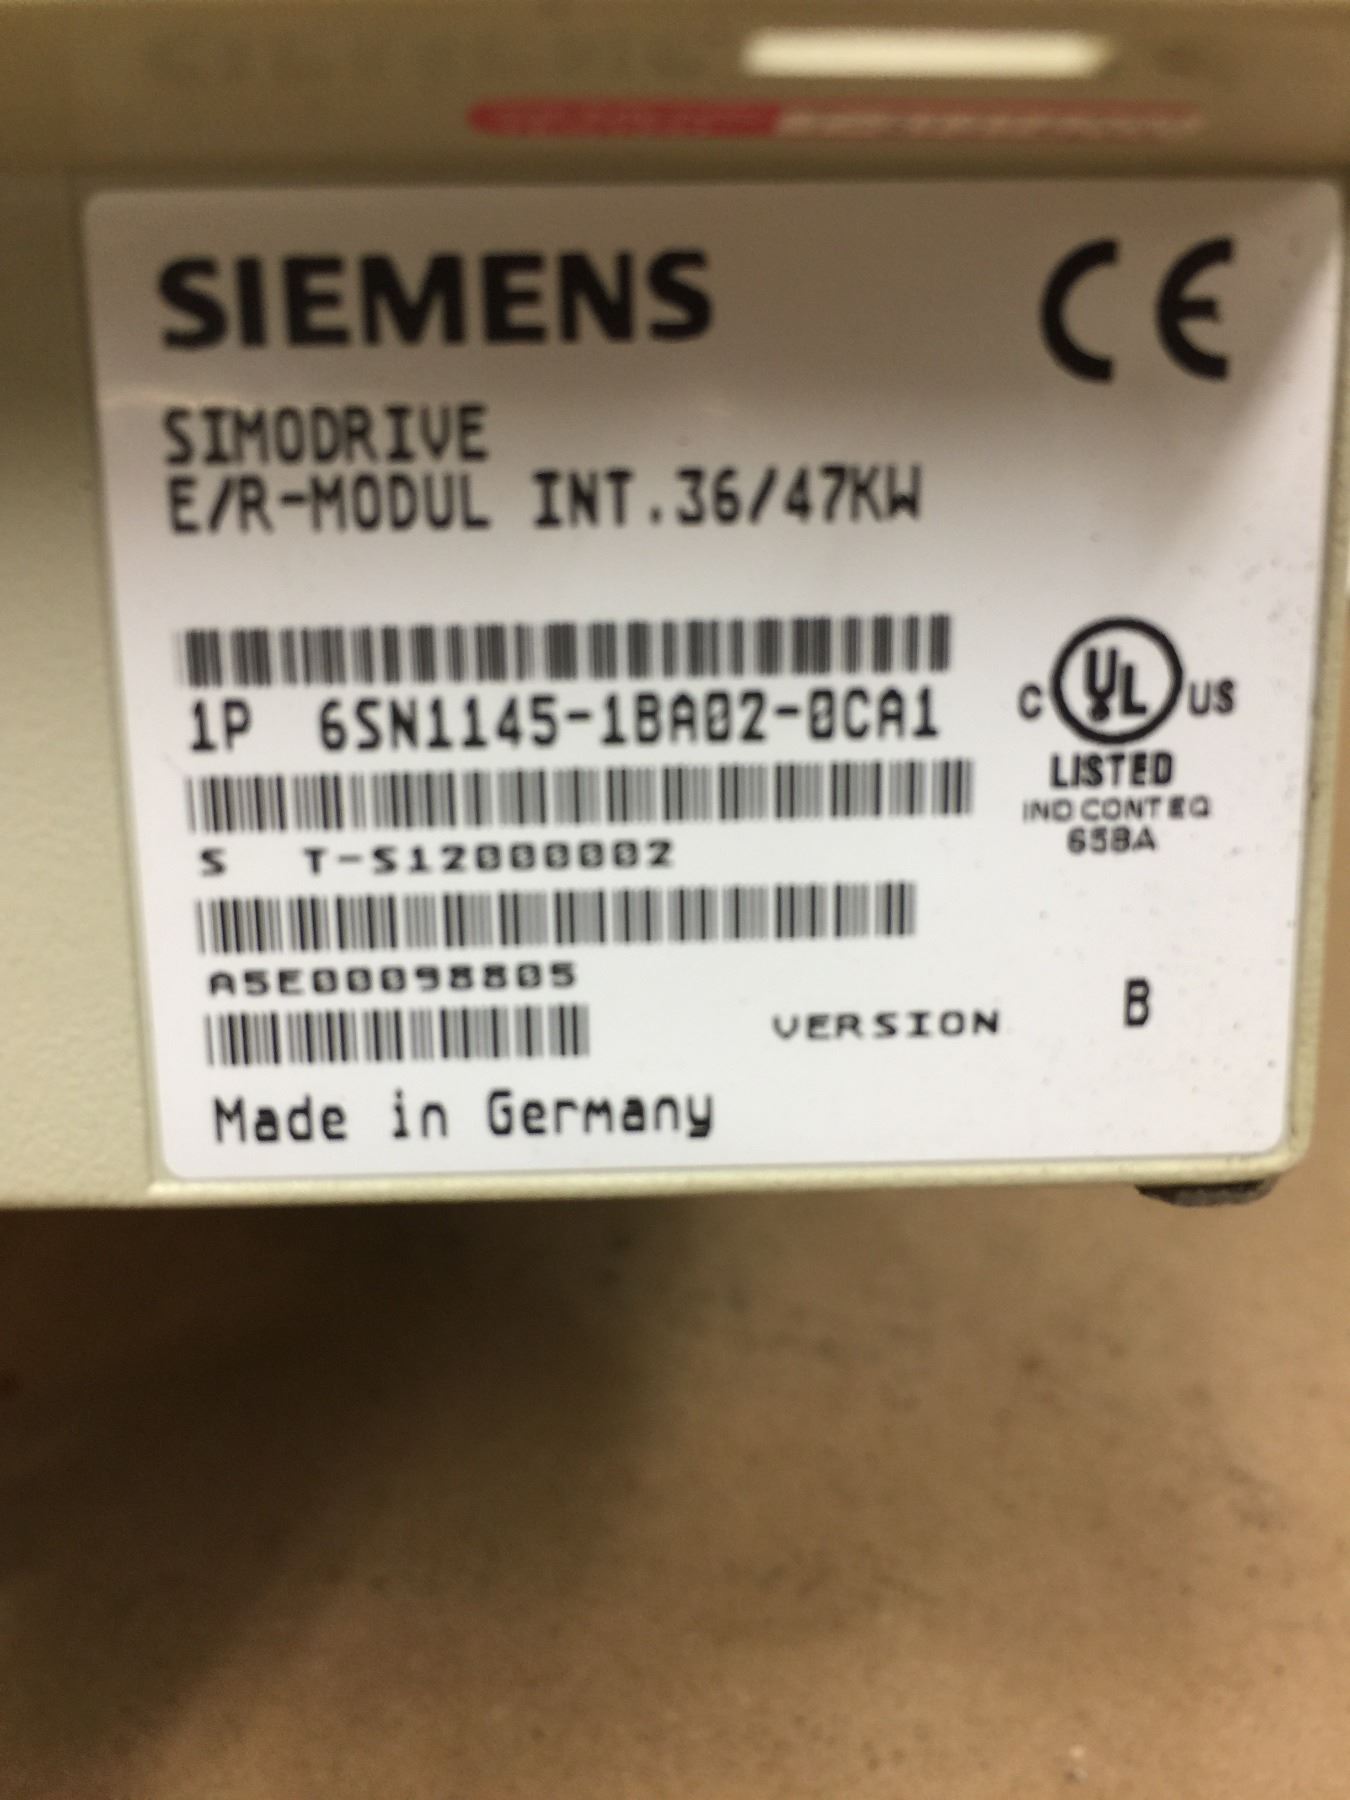 SIEMENS
CE
SIMODRIVE
E/R-MODUL INT.36/47KW
1P 6SN1145-1BA02-0CA1
C UL US
LISTED
IND CONT EQ
65BA
S T-S12000002
A5E00098805
VERSION B
Made in Germany